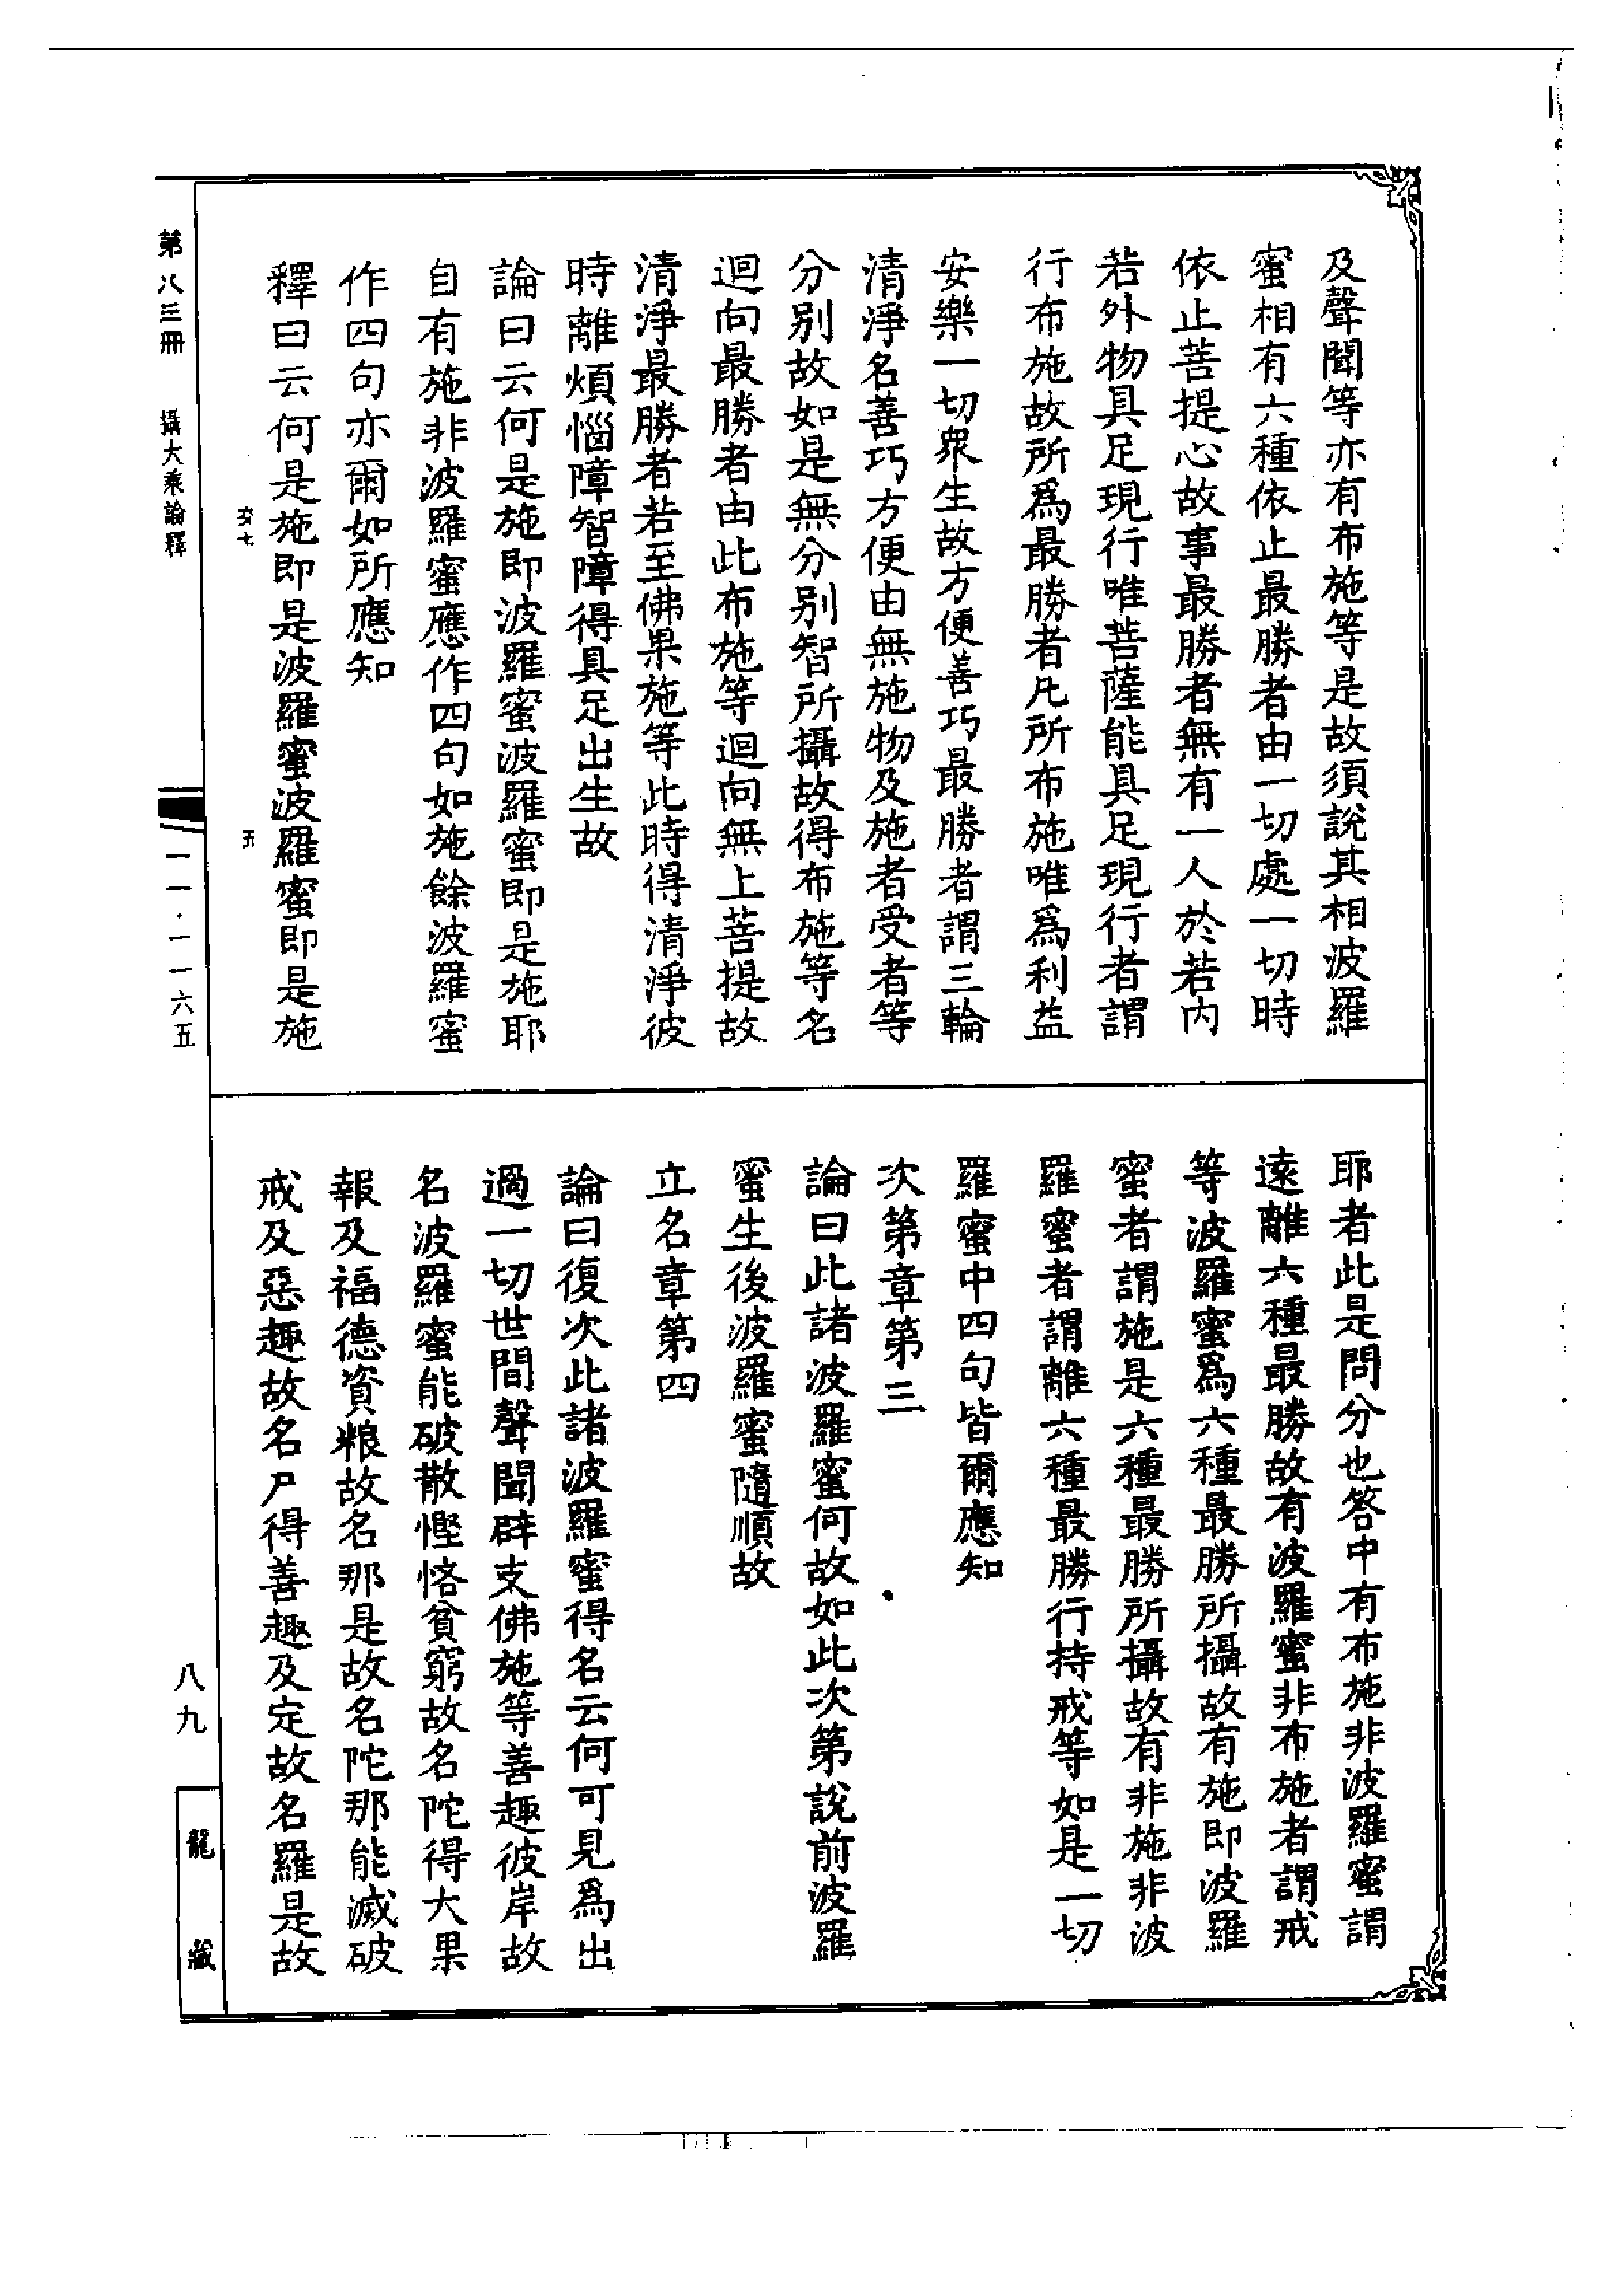 及聲聞等亦有布施等是故須說其相波羅
蜜相有六種依止最勝者由一切處一切時
依止菩提心故事最勝者無有一人於若内
若外物具足現行唯菩薩能具足現行者謂
行布施故所爲最勝者凡所布施唯爲利益
安樂一切衆生故方便善巧最勝者謂三輪
清淨名善巧方便由無施物及施者受者等
分别故如是無分别智所攝故得布施等名
迴向最勝者由此布施等迴向無上菩提故
清淨最勝者若至佛果施等此時得清淨彼
時離煩惱障智障得具足出生故
論曰云何是施即波羅蜜波羅蜜即是施耶
自有施非波羅蜜應作四句如施餘波羅蜜
作四句亦爾如所應知
釋曰云何是施即是波羅蜜波羅蜜即是施
耶者此是問分也答中有布施非波羅蜜謂
遠離六種最勝故有波羅蜜非布施者謂戒
等波羅蜜爲六種最勝所攝故有施即波羅
蜜者謂施是六種最勝所攝故有非施非波
羅蜜者謂離六種最勝行持戒等如是一切
羅蜜中四句皆爾應知
次第章第三
論曰此諸波羅蜜何故如此次第說前波羅
蜜生後波羅蜜隨順故
立名章第四
論曰復次此諸波羅蜜得名云何可見爲出
過一切世間聲聞辟支佛施等善趣彼岸故
名波羅蜜能破散慳悋貧窮故名陀得大果
報及福德資粮故名那是故名陀那能滅破
戒及惡趣故名尸得善趣及定故名羅是故
第八三冊 攝大乘論釋
一一·一一六五
八九
龍藏
交七
五